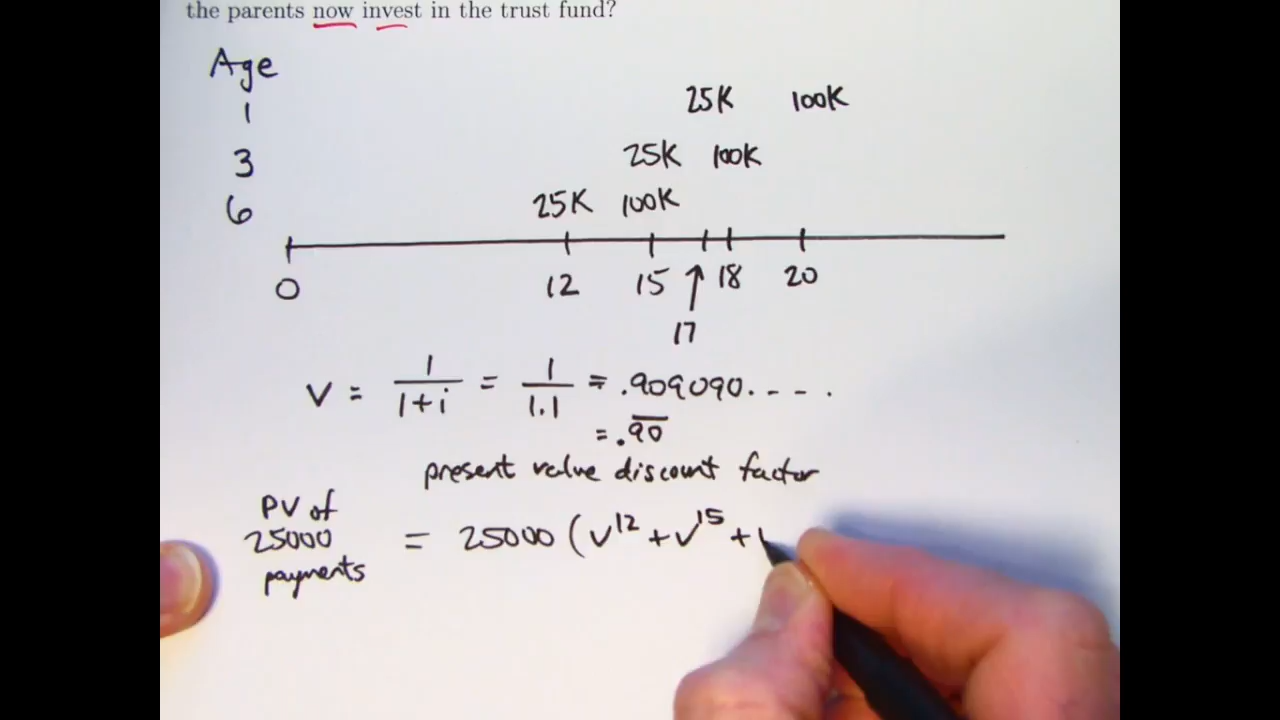 the parents now invest in the trust fund?
Age
1 25K 100K
3 25K 100K
6 25K 100K
0 12 15 18 20
17
v = 1/(1+i) = 1/1.1 = .909090.---.
= .9̅0̅
present value discount factor
PV of
25000 = 25000 (v^12 + v^15 +
payments